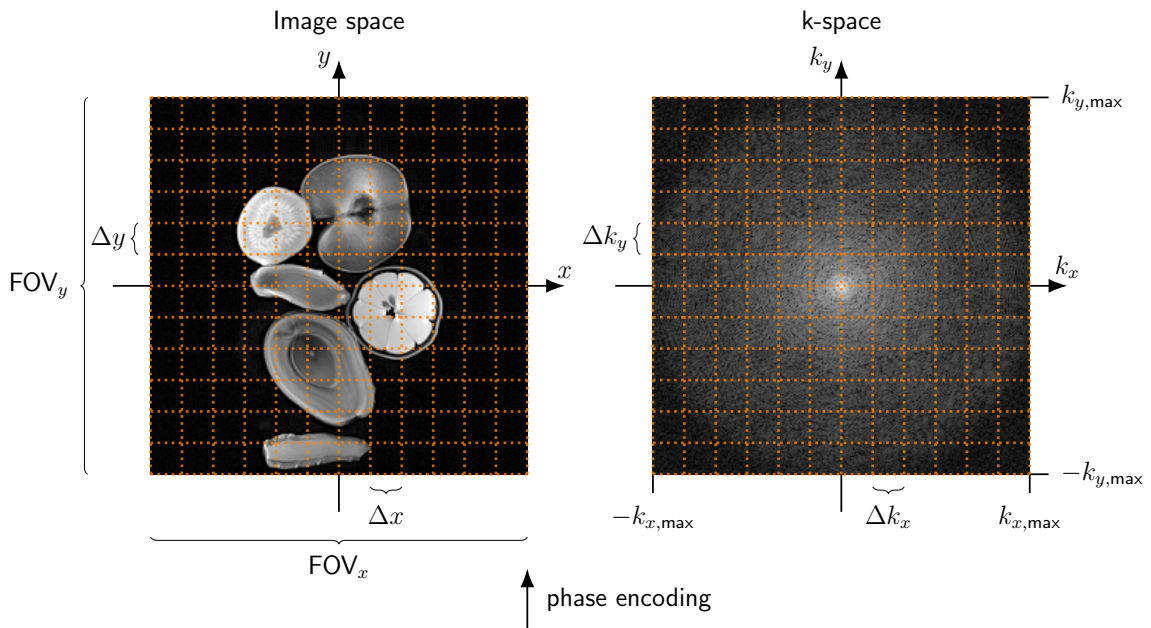 Image space
k-space
y
k_y
k_{y,max}
Δy
Δk_y
FOV_y
x
k_x
−k_{y,max}
Δx
−k_{x,max}
Δk_x
k_{x,max}
FOV_x
phase encoding